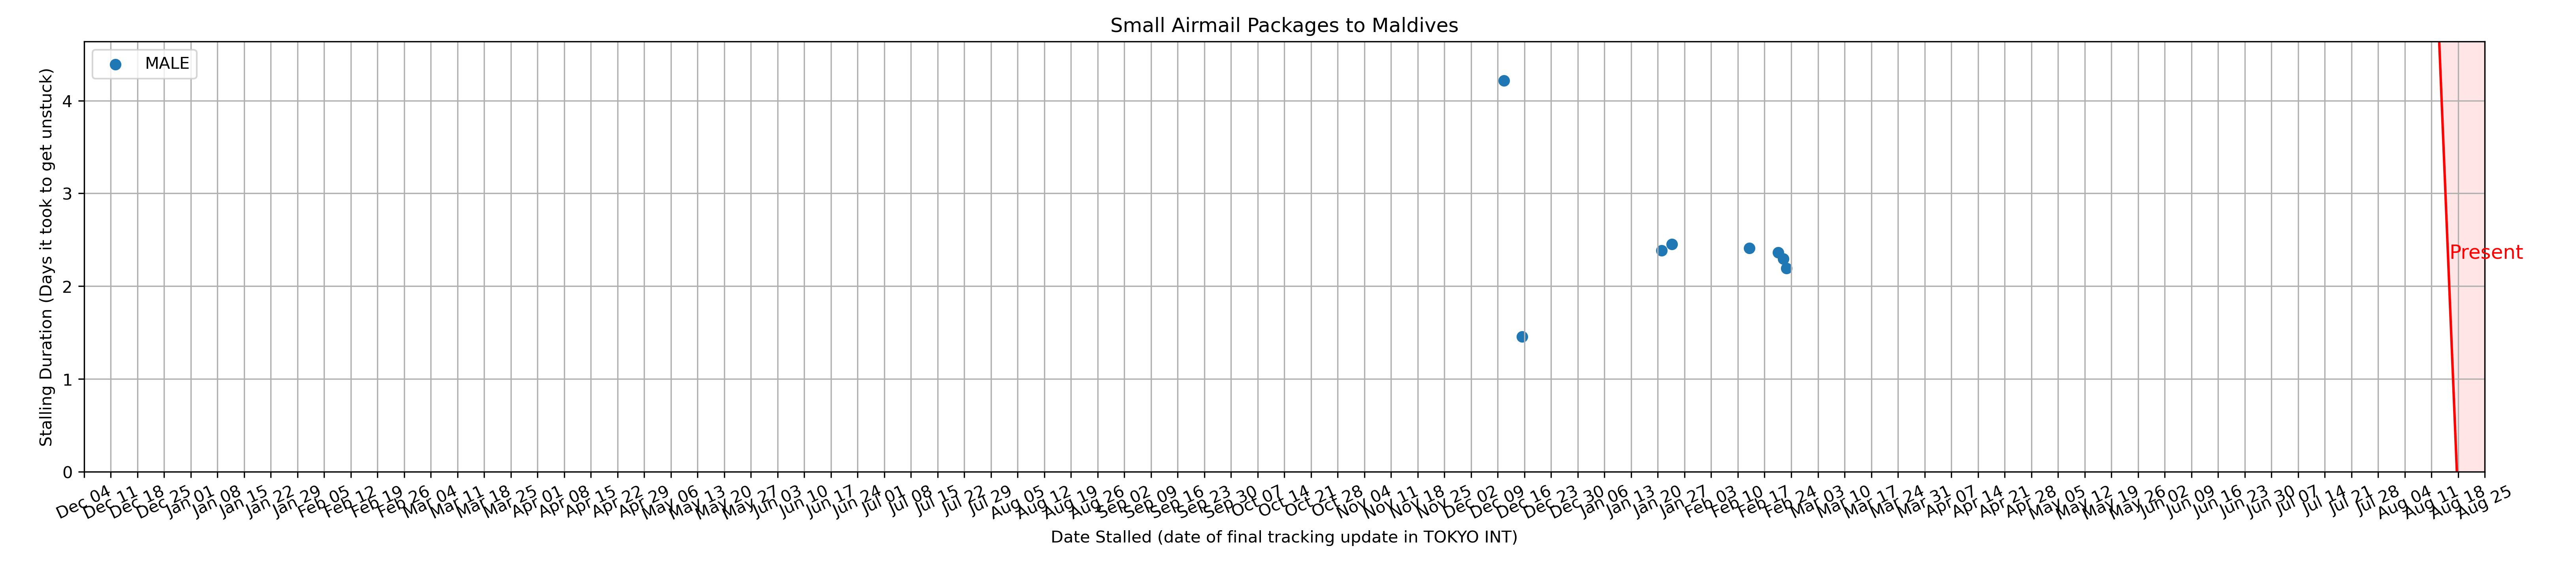 Small Airmail Packages to Maldives
MALE
Stalling Duration (Days it took to get unstuck)
4
3
2
1
0
Present
Dec 04 Dec 11 Dec 18 Dec 25 Jan 01 Jan 08 Jan 15 Jan 22 Jan 29 Feb 05 Feb 12 Feb 19 Feb 26 Mar 04 Mar 11 Mar 18 Mar 25 Apr 01 Apr 08 Apr 15 Apr 22 Apr 29 May 06 May 13 May 20 May 27 Jun 03 Jun 10 Jun 17 Jun 24 Jul 01 Jul 08 Jul 15 Jul 22 Jul 29 Aug 05 Aug 12 Aug 19 Aug 26 Sep 02 Sep 09 Sep 16 Sep 23 Sep 30 Oct 07 Oct 14 Oct 21 Oct 28 Nov 04 Nov 11 Nov 18 Nov 25 Dec 02 Dec 09 Dec 16 Dec 23 Dec 30 Jan 06 Jan 13 Jan 20 Jan 27 Feb 03 Feb 10 Feb 17 Feb 24 Mar 03 Mar 10 Mar 17 Mar 24 Mar 31 Apr 07 Apr 14 Apr 21 Apr 28 May 05 May 12 May 19 May 26 Jun 02 Jun 09 Jun 16 Jun 23 Jun 30 Jul 07 Jul 14 Jul 21 Jul 28 Aug 04 Aug 11 Aug 18 Aug 25
Date Stalled (date of final tracking update in TOKYO INT)